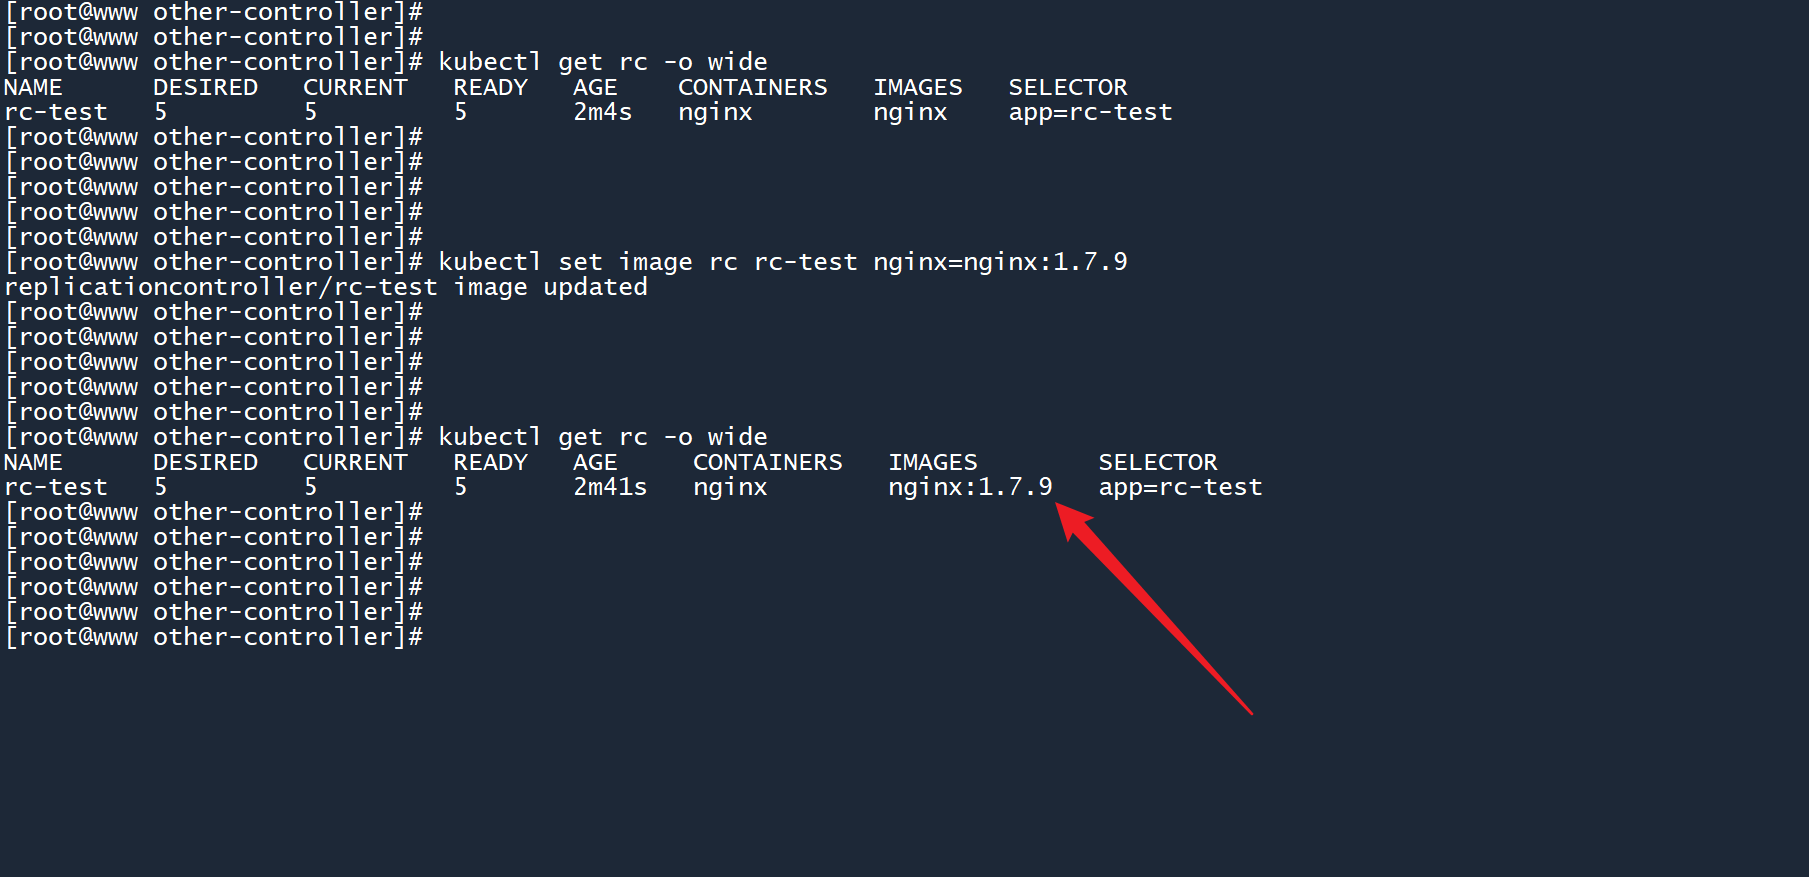 [root@www other-controller]#
[root@www other-controller]#
[root@www other-controller]# kubectl get rc -o wide
NAME      DESIRED   CURRENT   READY   AGE    CONTAINERS   IMAGES   SELECTOR
rc-test   5         5         5       2m4s   nginx        nginx    app=rc-test
[root@www other-controller]#
[root@www other-controller]#
[root@www other-controller]#
[root@www other-controller]#
[root@www other-controller]#
[root@www other-controller]# kubectl set image rc rc-test nginx=nginx:1.7.9
replicationcontroller/rc-test image updated
[root@www other-controller]#
[root@www other-controller]#
[root@www other-controller]#
[root@www other-controller]#
[root@www other-controller]#
[root@www other-controller]# kubectl get rc -o wide
NAME      DESIRED   CURRENT   READY   AGE     CONTAINERS   IMAGES        SELECTOR
rc-test   5         5         5       2m41s   nginx        nginx:1.7.9   app=rc-test
[root@www other-controller]#
[root@www other-controller]#
[root@www other-controller]#
[root@www other-controller]#
[root@www other-controller]#
[root@www other-controller]#